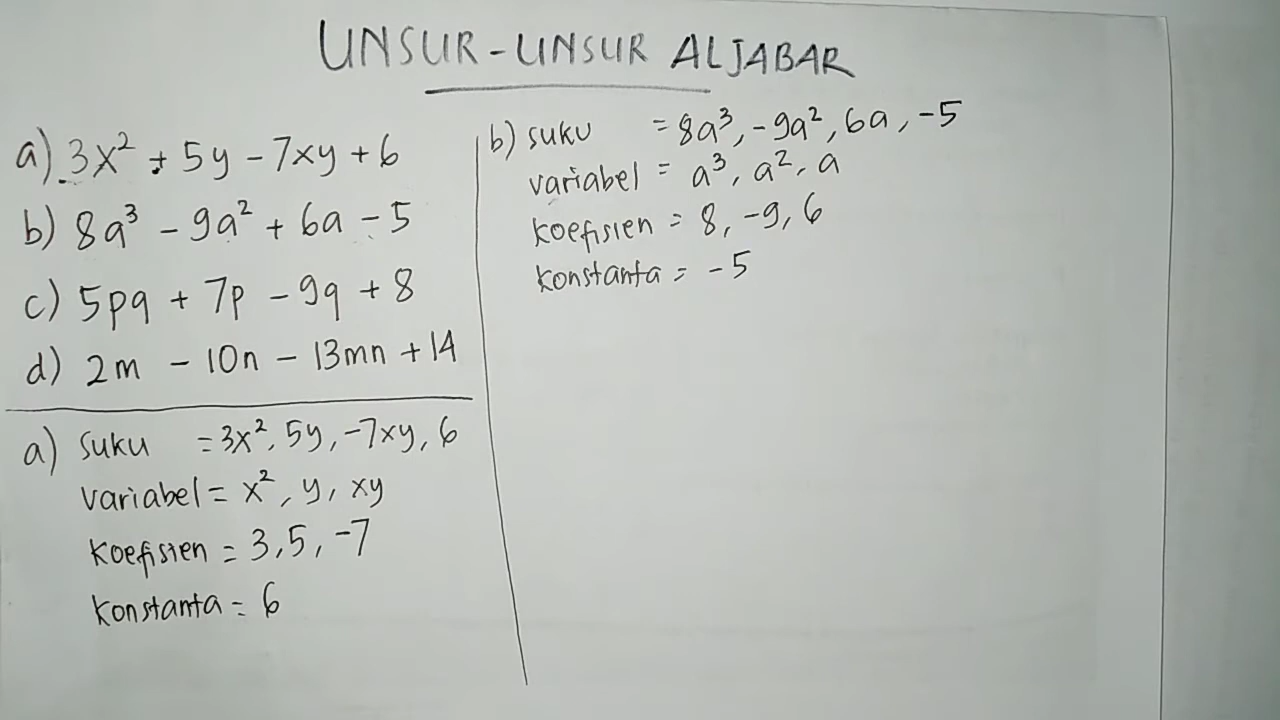 UNSUR-UNSUR ALJABAR
a) 3x² + 5y - 7xy + 6
b) 8a³ - 9a² + 6a - 5
c) 5pq + 7p - 9q + 8
d) 2m - 10n - 13mn + 14
a) suku = 3x², 5y, -7xy, 6
variabel = x², y, xy
koefisien = 3, 5, -7
konstanta = 6
b) suku = 8a³, -9a², 6a, -5
variabel = a³, a², a
koefisien = 8, -9, 6
konstanta = -5